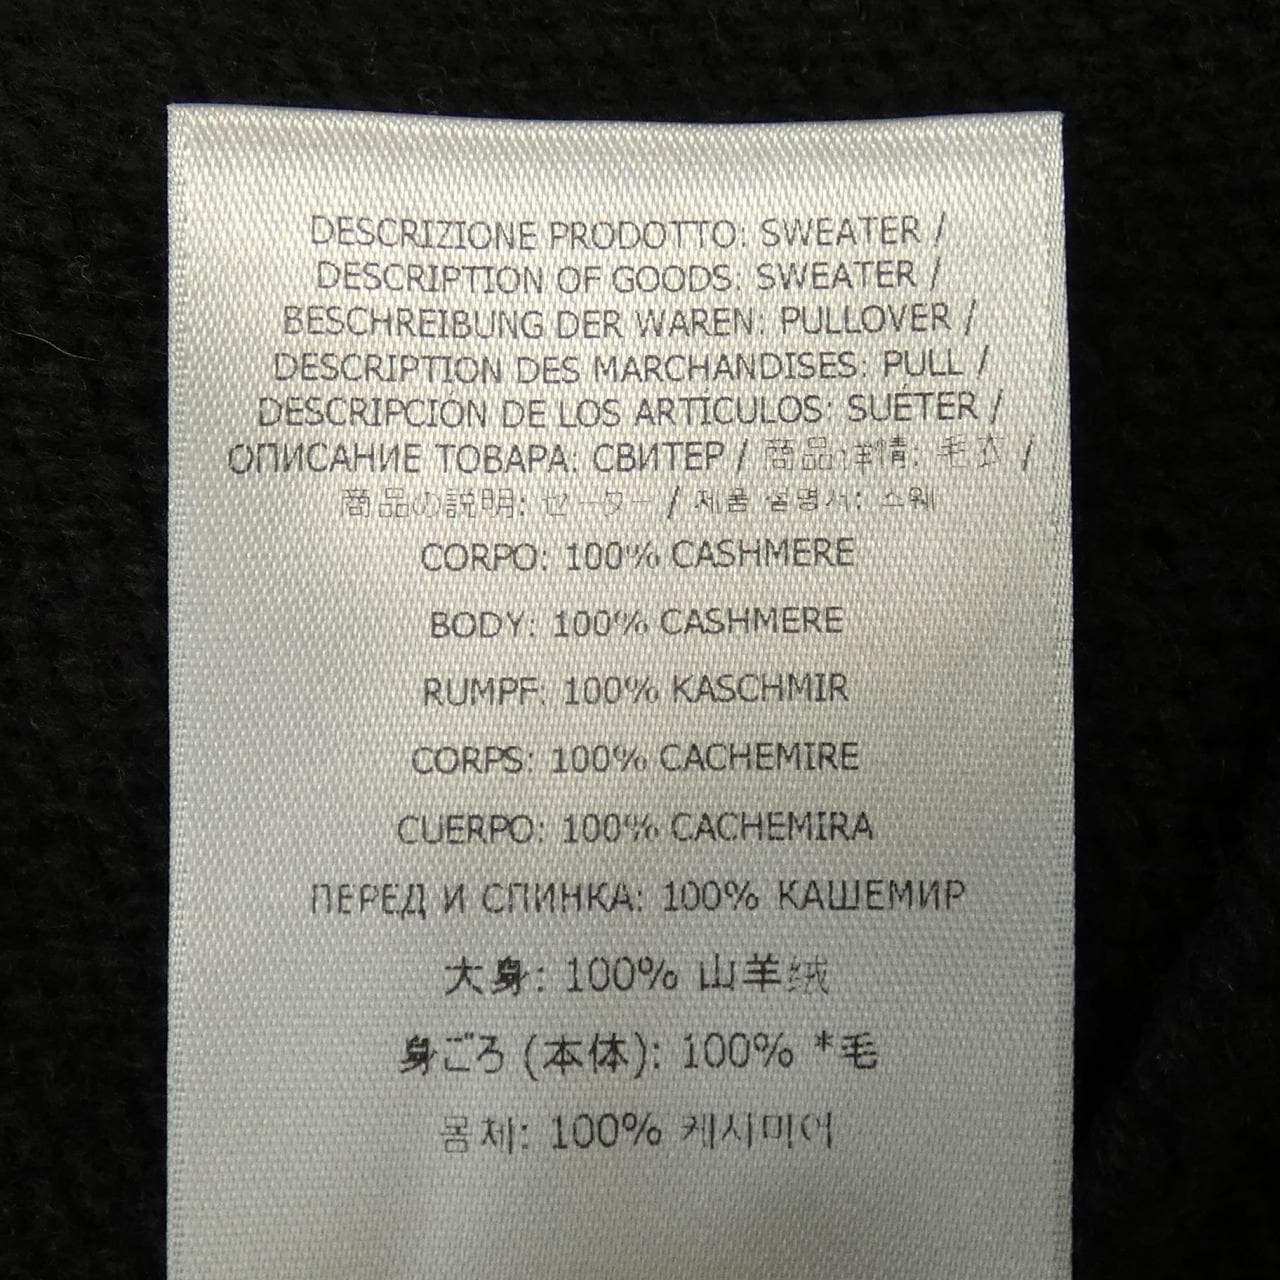 DESCRIZIONE PRODOTTO: SWEATER /
DESCRIPTION OF GOODS: SWEATER /
BESCHREIBUNG DER WAREN: PULLOVER /
DESCRIPTION DES MARCHANDISES: PULL /
DESCRIPCIÓN DE LOS ARTICULOS: SUÉTER /
ОПИСАНИЕ ТОВАРА: СВИТЕР / 商品详情: 毛衣 /
商品の説明: セーター / 제품 설명서: 스웨
CORPO: 100% CASHMERE
BODY: 100% CASHMERE
RUMPF: 100% KASCHMIR
CORPS: 100% CACHEMIRE
CUERPO: 100% CACHEMIRA
ПЕРЕД И СПИНКА: 100% КАШЕМИР
大身: 100% 山羊绒
身ごろ (本体): 100% *毛
몸체: 100% 케시미어